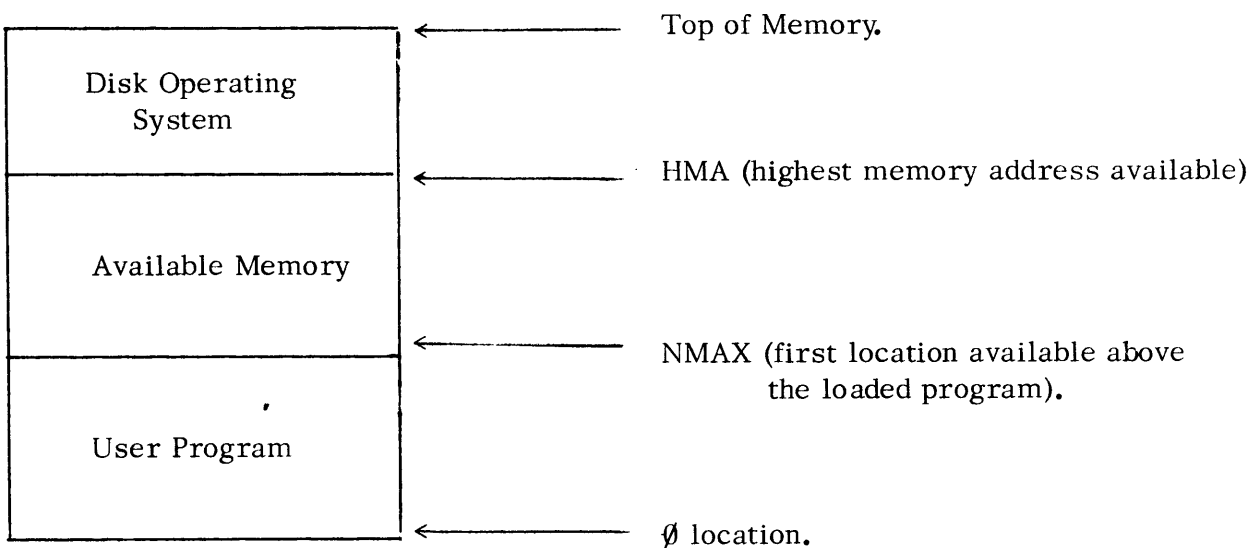 Top of Memory.
Disk Operating
System
HMA (highest memory address available)
Available Memory
NMAX (first location available above
the loaded program).
User Program
Ø location.